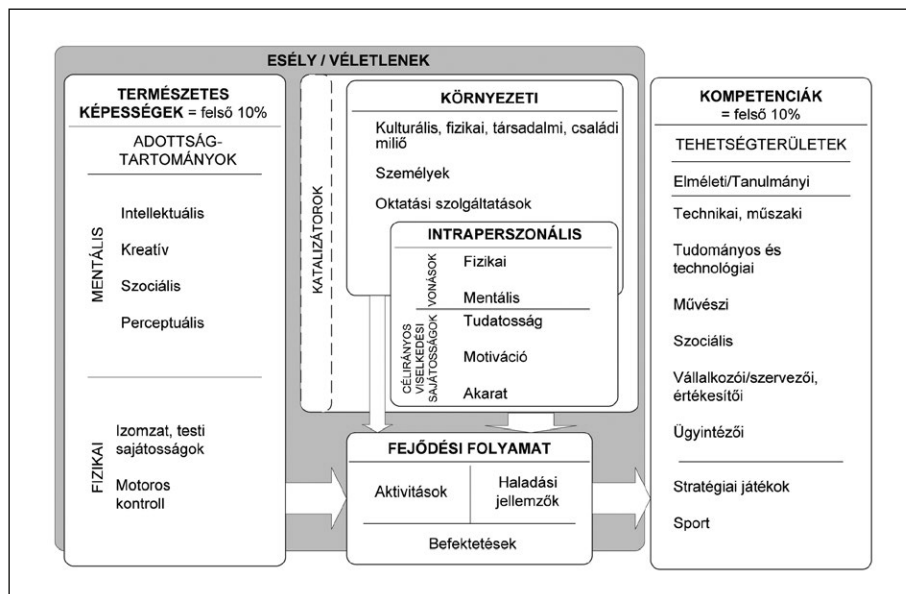 ESÉLY / VÉLETLENEK
TERMÉSZETES
KÉPESSÉGEK = felső 10%
ADOTTSÁG-
TARTOMÁNYOK
MENTÁLIS
Intellektuális
Kreatív
Szociális
Perceptuális
FIZIKAI
Izomzat, testi
sajátosságok
Motoros
kontroll
KATALIZÁTOROK
KÖRNYEZETI
Kulturális, fizikai, társadalmi, családi
miliő
Személyek
Oktatási szolgáltatások
INTRAPERSZONÁLIS
VONÁSOK
Fizikai
Mentális
CÉLIRÁNYOS
VISELKEDÉSI
SAJÁTOSSÁGOK
Tudatosság
Motiváció
Akarat
FEJŐDÉSI FOLYAMAT
Aktivitások
Haladási
jellemzők
Befektetések
KOMPETENCIÁK
= felső 10%
TEHETSÉGTERÜLETEK
Elméleti/Tanulmányi
Technikai, műszaki
Tudományos és
technológiai
Művészi
Szociális
Vállalkozói/szervezői,
értékesítői
Ügyintézői
Stratégiai játékok
Sport